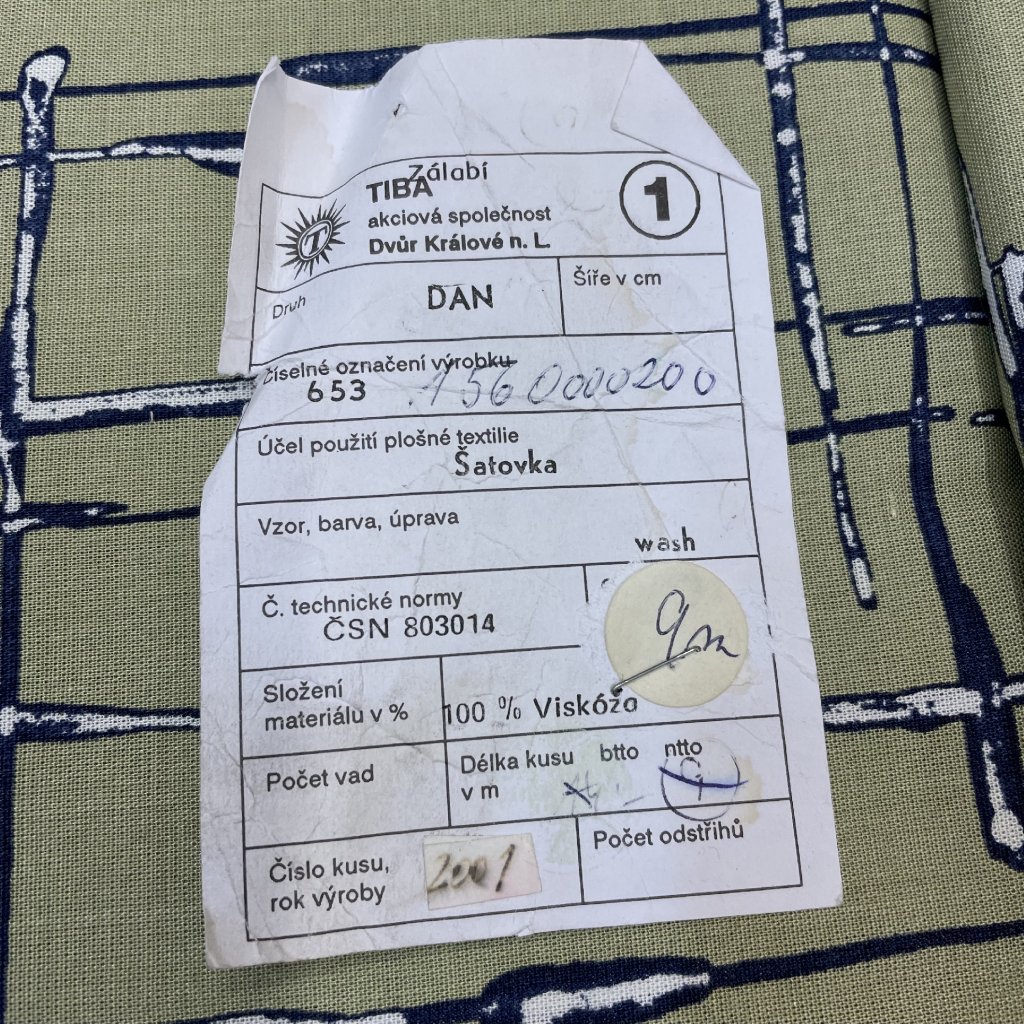 Zálabí
TIBA
akciová společnost
Dvůr Králové n. L.
1
T
Druh
DAN
Šíře v cm
Číselné označení výrobku
653 1560000200
Účel použití plošné textilie
Šatovka
Vzor, barva, úprava
wash
Č. technické normy
ČSN 803014
9m
Složení
materiálu v %
100 % Viskóza
Počet vad
Délka kusu btto ntto
v m
Číslo kusu,
rok výroby
2001
Počet odstřihů